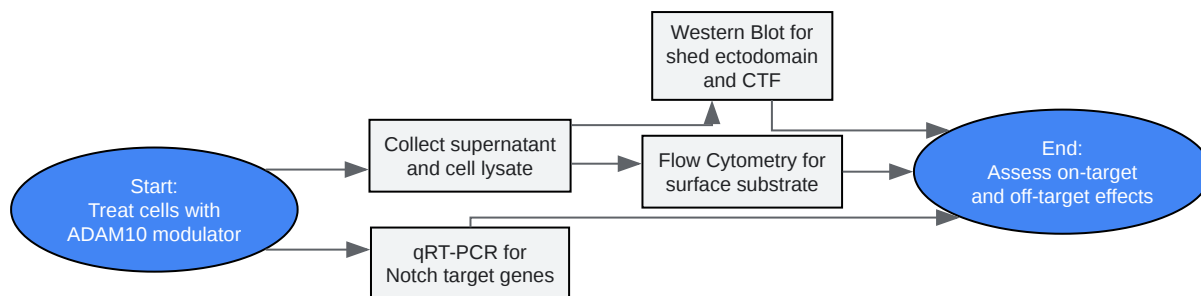 Start:
Treat cells with
ADAM10 modulator
Collect supernatant
and cell lysate
qRT-PCR for
Notch target genes
Western Blot for
shed ectodomain
and CTF
Flow Cytometry for
surface substrate
End:
Assess on-target
and off-target effects